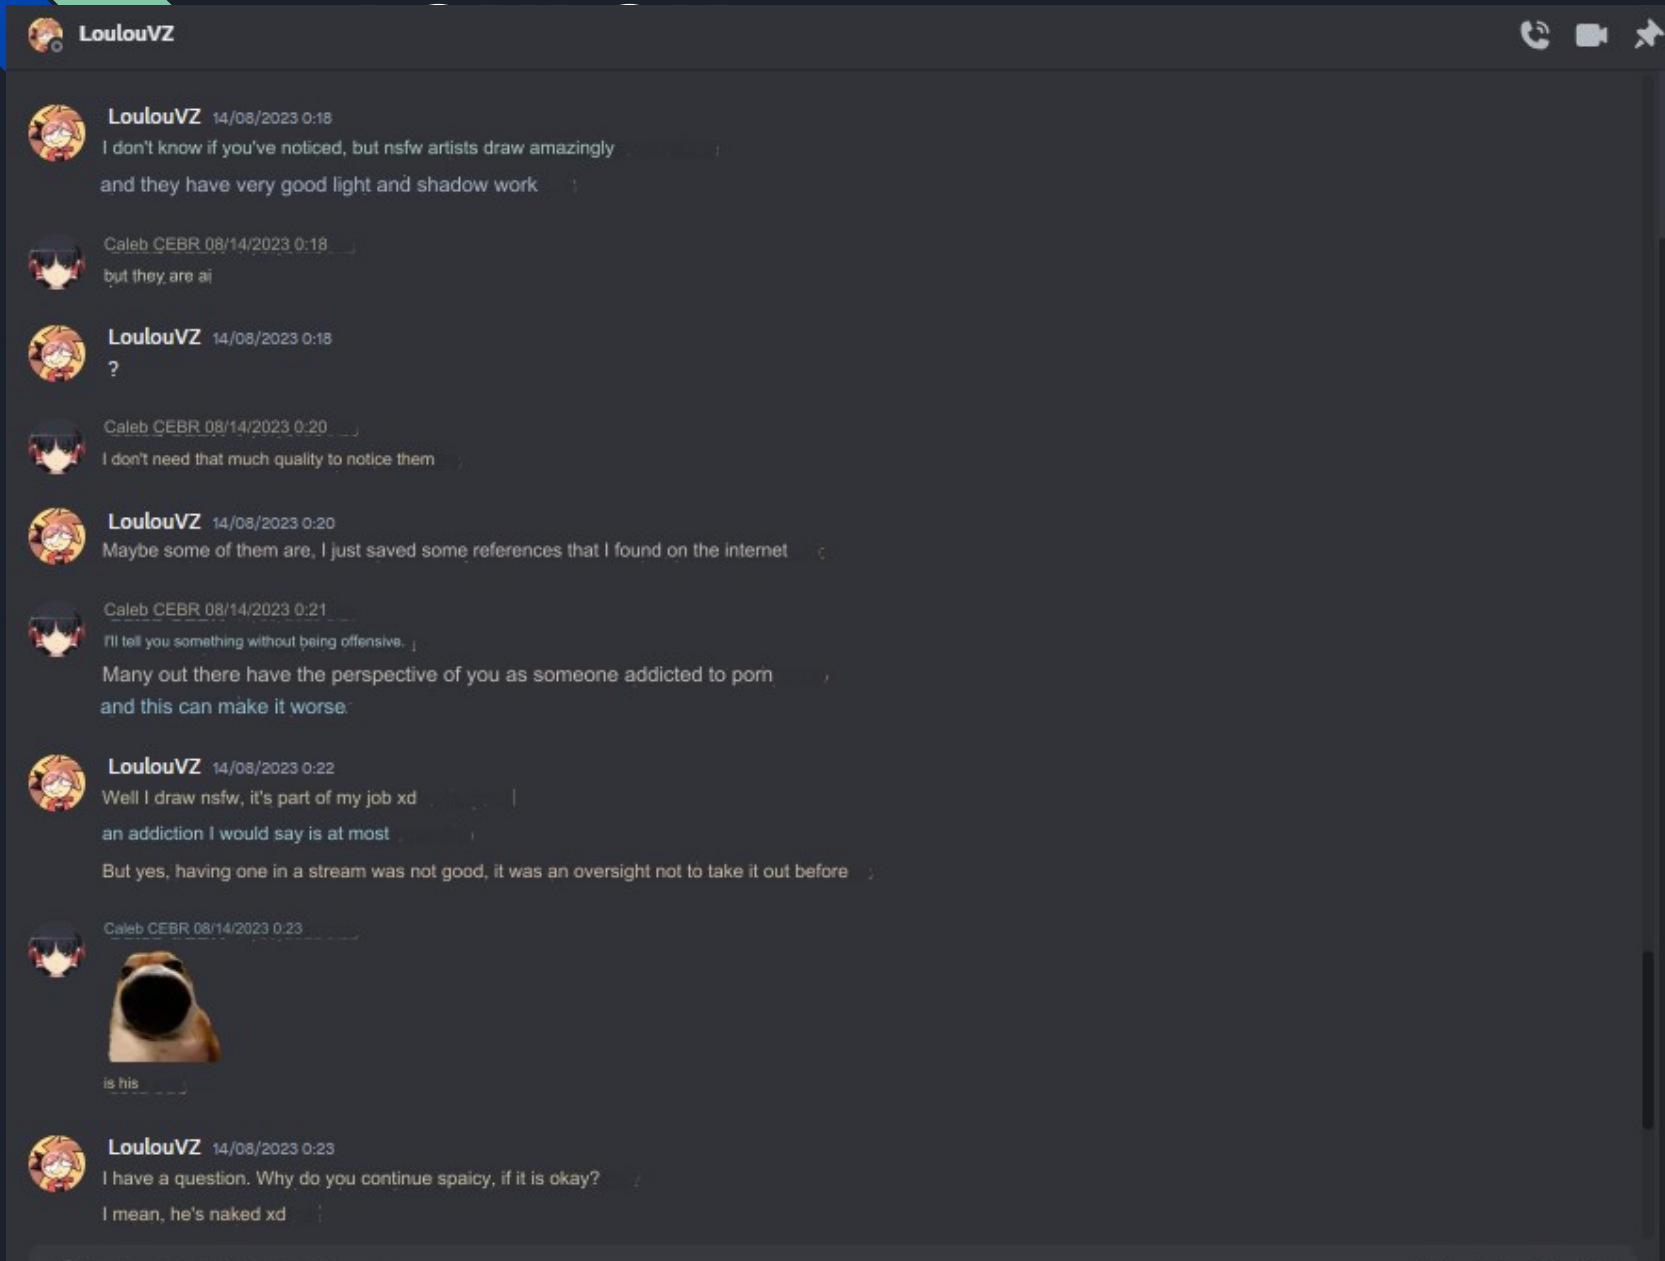 LoulouVZ
LoulouVZ 14/08/2023 0:18
I don't know if you've noticed, but nsfw artists draw amazingly
and they have very good light and shadow work
Caleb CEBR 08/14/2023 0:18
but they are ai
LoulouVZ 14/08/2023 0:18
?
Caleb CEBR 08/14/2023 0:20
I don't need that much quality to notice them
LoulouVZ 14/08/2023 0:20
Maybe some of them are, I just saved some references that I found on the internet
Caleb CEBR 08/14/2023 0:21
I'll tell you something without being offensive.
Many out there have the perspective of you as someone addicted to porn
and this can make it worse
LoulouVZ 14/08/2023 0:22
Well I draw nsfw, it's part of my job xd
an addiction I would say is at most
But yes, having one in a stream was not good, it was an oversight not to take it out before
Caleb CEBR 08/14/2023 0:23
is his
LoulouVZ 14/08/2023 0:23
I have a question. Why do you continue spaicy, if it is okay?
I mean, he's naked xd